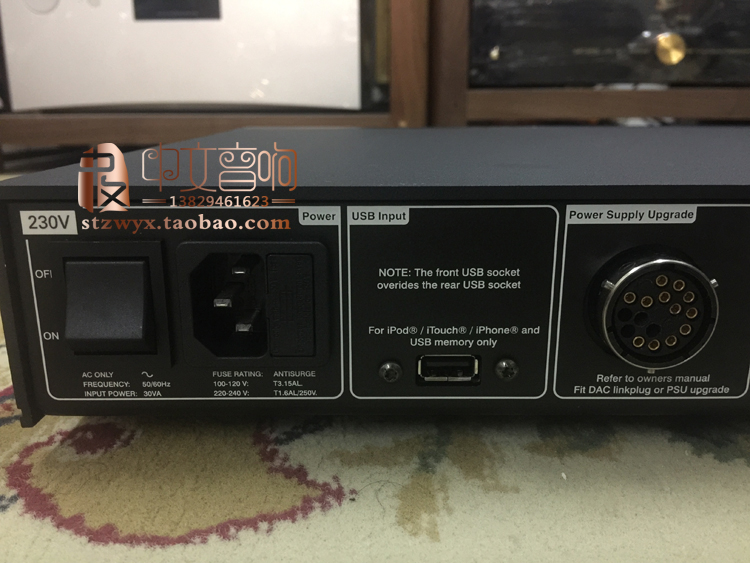 中文音响
13829461623
stzwyx.taobao.com
230V
Power
OFF
ON
AC ONLY
FREQUENCY: 50/60Hz
INPUT POWER: 30VA
FUSE RATING: ANTISURGE
100-120 V: T3.15AL.
220-240 V: T1.6AL/250V.
USB Input
NOTE: The front USB socket
overides the rear USB socket
For iPod® / iTouch® / iPhone® and
USB memory only
Power Supply Upgrade
Refer to owners manual
Fit DAC linkplug or PSU upgrade